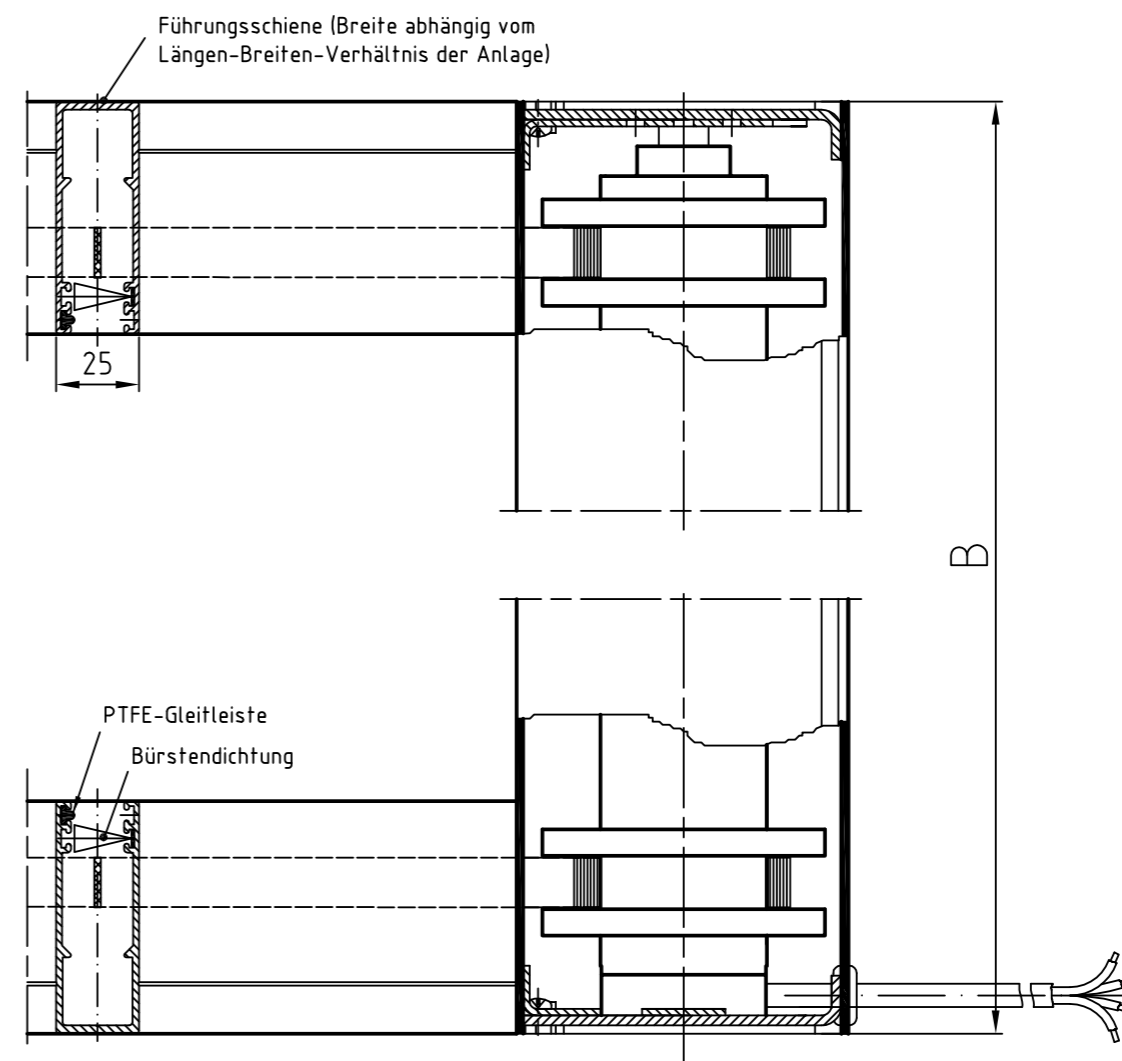 Führungsschiene (Breite abhängig vom
Längen-Breiten-Verhältnis der Anlage)
25
B
PTFE-Gleitleiste
Bürstendichtung